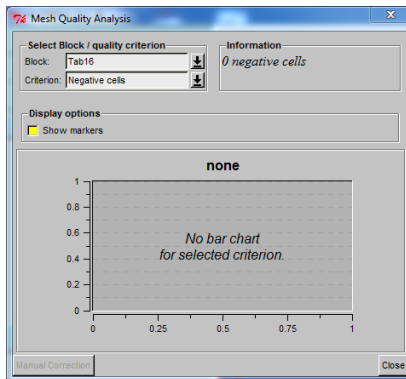 Mesh Quality Analysis
Select Block / quality criterion
Block: Tab16
Criterion: Negative cells
Information
0 negative cells
Display options
Show markers
none
1
0.8
0.6
0.4
0.2
0
No bar chart
for selected criterion.
0 0.25 0.5 0.75 1
Manual Correction
Close